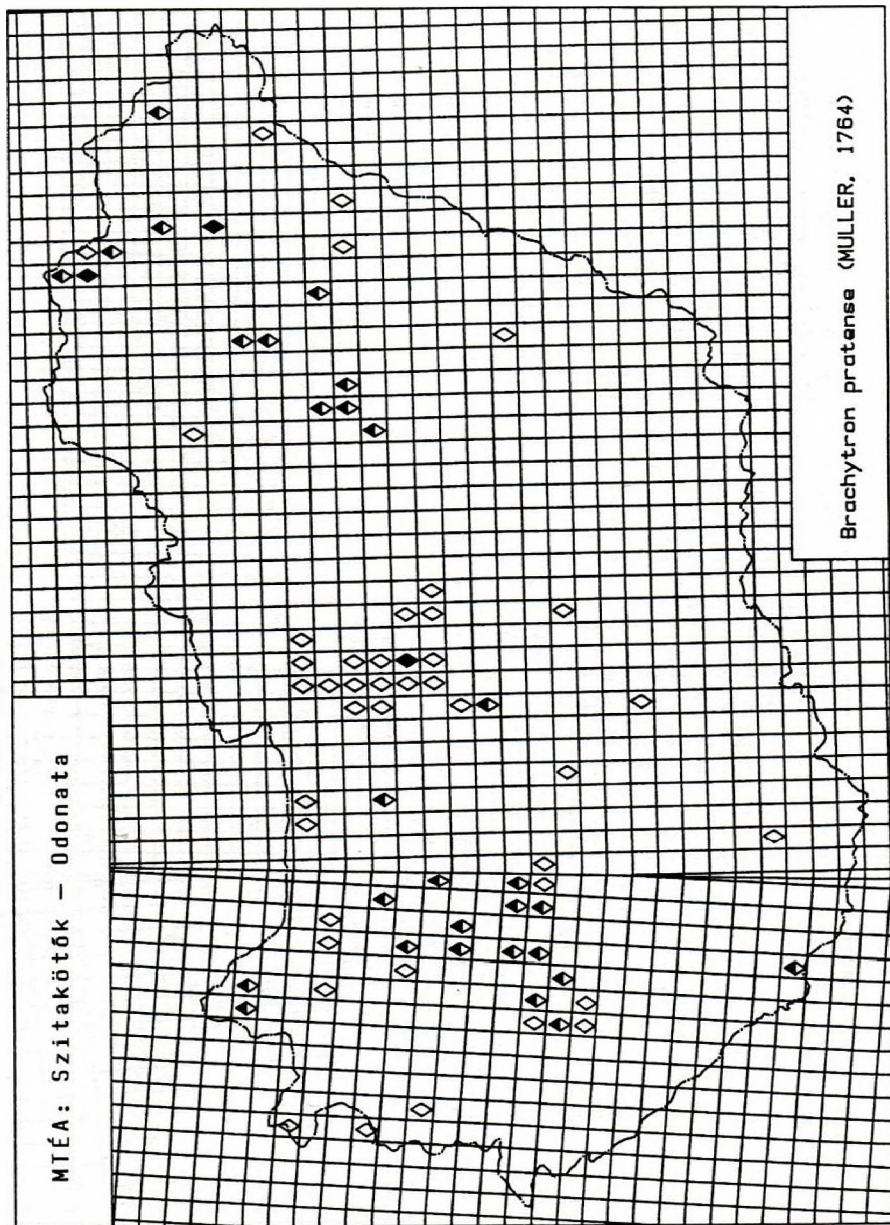 MTÉA: Szitakötők — Odonata
Brachytron pratense (MULLER, 1764)